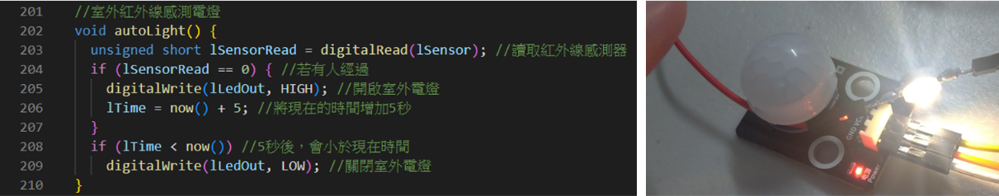 201 //室外紅外線感測電燈
202 void autoLight() {
203 unsigned short lSensorRead = digitalRead(lSensor); //讀取紅外線感測器
204 if (lSensorRead == 0) { //若有人經過
205 digitalWrite(lLedOut, HIGH); //開啟室外電燈
206 lTime = now() + 5; //將現在的時間增加5秒
207 }
208 if (lTime < now()) //5秒後，會小於現在時間
209 digitalWrite(lLedOut, LOW); //關閉室外電燈
210 }
GND VCC
電源
Power